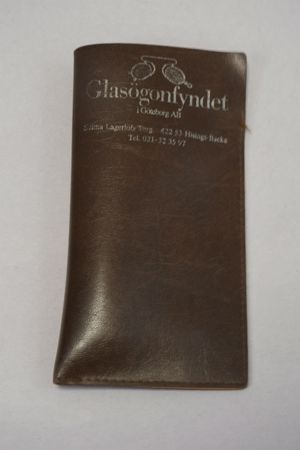 Glasögonfyndet
i Göteborg AB
Selma Lagerlöfs Torg 422 53 Hisings-Backa
Tel. 031-52 35 97